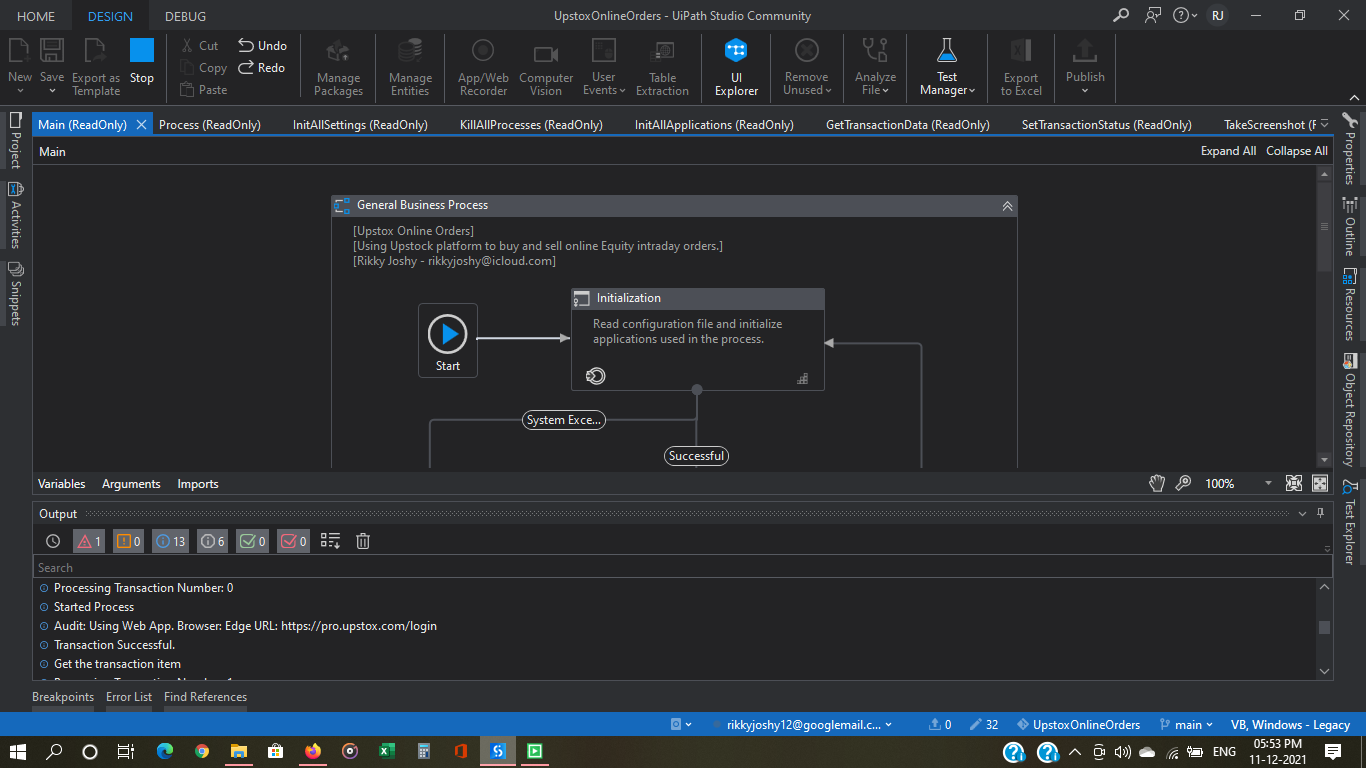 HOME DESIGN DEBUG UpstoxOnlineOrders - UiPath Studio Community RJ
New Save Export as Template Stop Cut Copy Paste Undo Redo Manage Packages Manage Entities App/Web Recorder Computer Vision User Events Table Extraction UI Explorer Remove Unused Analyze File Test Manager Export to Excel Publish
Main (ReadOnly) Process (ReadOnly) InitAllSettings (ReadOnly) KillAllProcesses (ReadOnly) InitAllApplications (ReadOnly) GetTransactionData (ReadOnly) SetTransactionStatus (ReadOnly) TakeScreenshot (F
Project
Activities
Snippets
Main Expand All Collapse All
General Business Process
[Upstox Online Orders]
[Using Upstock platform to buy and sell online Equity intraday orders.]
[Rikky Joshy - rikkyjoshy@icloud.com]
Initialization
Read configuration file and initialize
applications used in the process.
Start
System Exce...
Successful
Properties
Outline
Resources
Object Repository
Test Explorer
Variables Arguments Imports 100%
Output
1 0 13 6 0 0
Search
Processing Transaction Number: 0
Started Process
Audit: Using Web App. Browser: Edge URL: https://pro.upstox.com/login
Transaction Successful.
Get the transaction item
Breakpoints Error List Find References
rikkyjoshy12@googlemail.c... 0 32 UpstoxOnlineOrders main VB, Windows - Legacy
ENG 05:53 PM
11-12-2021